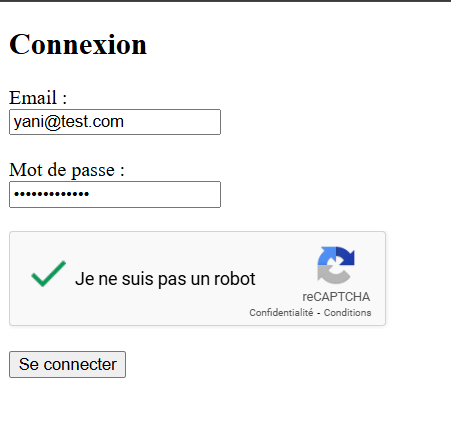 Connexion
Email :
yani@test.com
Mot de passe :
•••••••••••••
Je ne suis pas un robot
reCAPTCHA
Confidentialité - Conditions
Se connecter